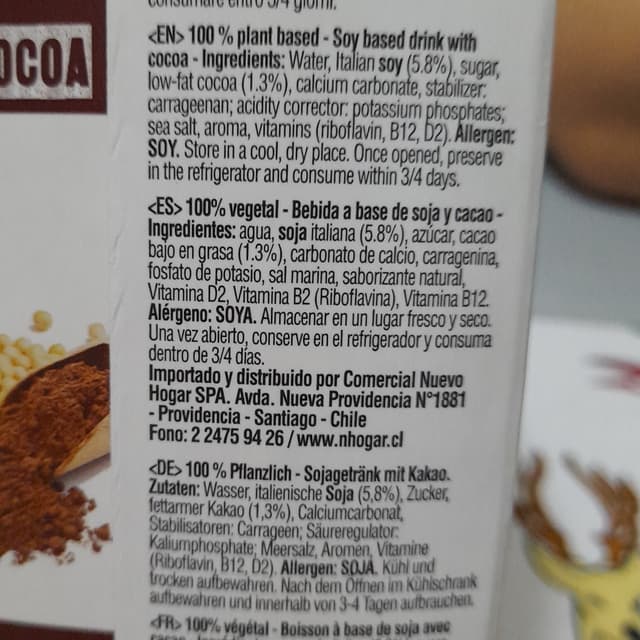 consumare entro 3/4 giorni.
OCOA
<EN> 100 % plant based - Soy based drink with
cocoa - Ingredients: Water, Italian soy (5.8%), sugar,
low-fat cocoa (1.3%), calcium carbonate, stabilizer:
carrageenan; acidity corrector: potassium phosphates;
sea salt, aroma, vitamins (riboflavin, B12, D2). Allergen:
SOY. Store in a cool, dry place. Once opened, preserve
in the refrigerator and consume within 3/4 days.
<ES> 100% vegetal - Bebida a base de soja y cacao -
Ingredientes: agua, soja italiana (5.8%), azúcar, cacao
bajo en grasa (1.3%), carbonato de calcio, carragenina,
fosfato de potasio, sal marina, saborizante natural,
Vitamina D2, Vitamina B2 (Riboflavina), Vitamina B12.
Alérgeno: SOYA. Almacenar en un lugar fresco y seco.
Una vez abierto, conserve en el refrigerador y consuma
dentro de 3/4 días.
Importado y distribuido por Comercial Nuevo
Hogar SPA. Avda. Nueva Providencia N°1881
- Providencia - Santiago - Chile
Fono: 2 2475 94 26 / www.nhogar.cl
<DE> 100 % Pflanzlich - Sojagetränk mit Kakao.
Zutaten: Wasser, italienische Soja (5,8%), Zucker,
fettarmer Kakao (1,3%), Calciumcarbonat,
Stabilisatoren: Carrageen; Säureregulator:
Kaliumphosphate; Meersalz, Aromen, Vitamine
(Riboflavin, B12, D2). Allergen: SOJA. Kühl und
trocken aufbewahren. Nach dem Öffnen im Kühlschrank
aufbewahren und innerhalb von 3-4 Tagen aufbrauchen.
<FR> 100% végétal - Boisson à base de soja avec